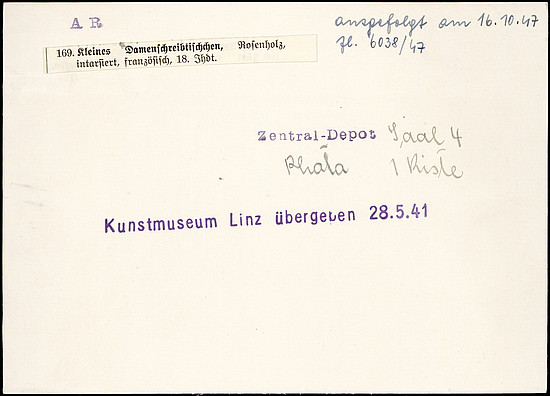 AR
ausgefolgt am 16.10.47
Zl. 6038/47
169. Kleines Damenschreibtischchen, Rosenholz,
intarsiert, französisch, 18. Jhdt.
Zentral-Depot Saal 4
1 Kiste
Kunstmuseum Linz übergeben 28.5.41